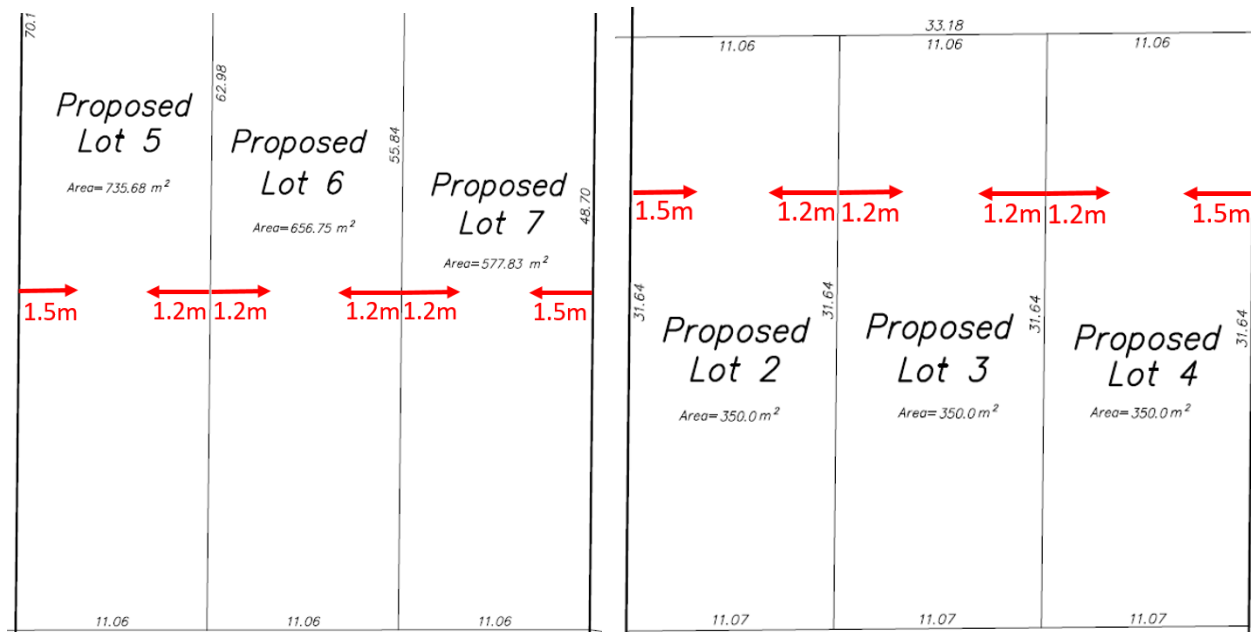 70.1
62.98
Proposed
Lot 5
Area= 735.68 m²
55.84
Proposed
Lot 6
Area= 656.75 m²
48.70
Proposed
Lot 7
Area= 577.83 m²
1.5m
1.2m 1.2m
1.2m 1.2m
1.5m
11.06
11.06
11.06
33.18
11.06
11.06
11.06
1.5m
1.2m 1.2m
1.2m 1.2m
1.5m
31.64
31.64
31.64
31.64
Proposed
Lot 2
Area= 350.0 m²
Proposed
Lot 3
Area= 350.0 m²
Proposed
Lot 4
Area= 350.0 m²
11.07
11.07
11.07